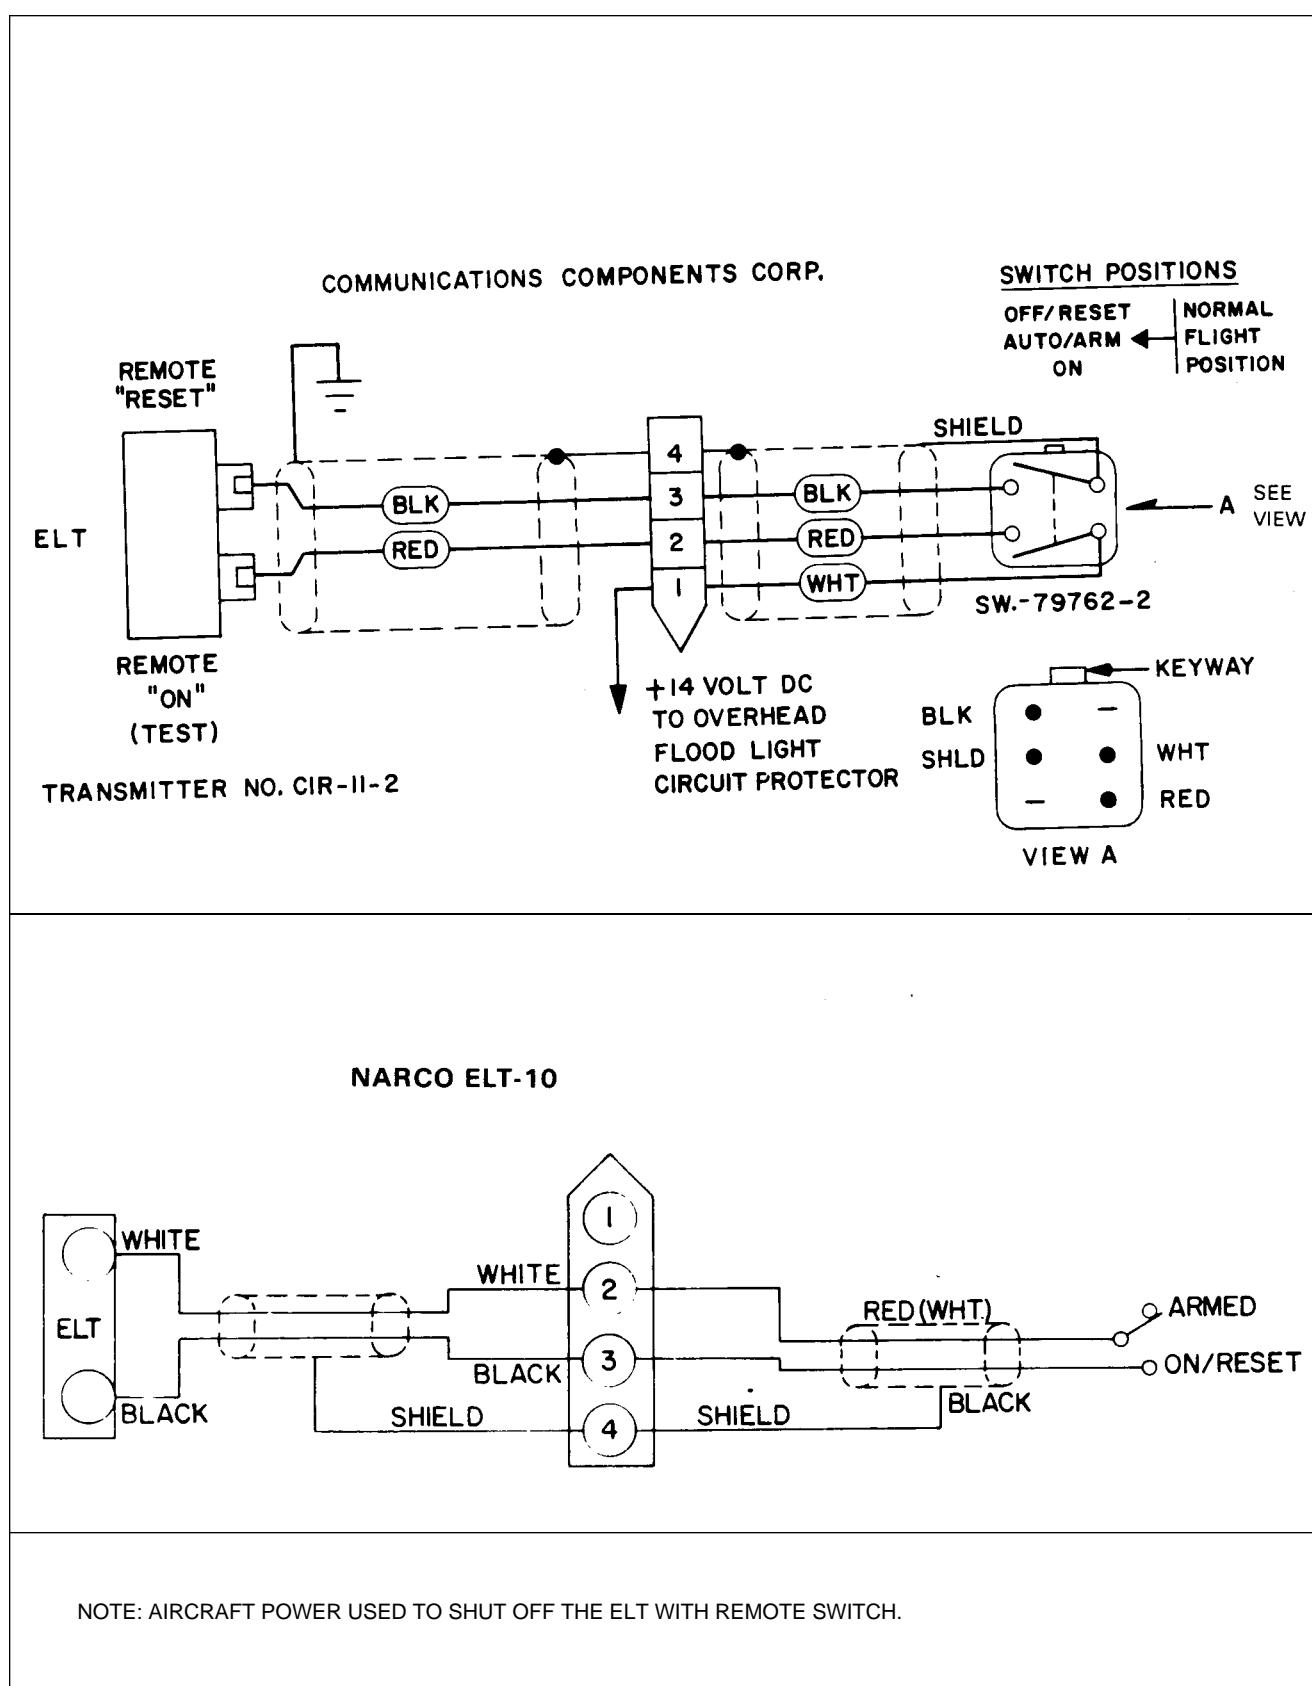 COMMUNICATIONS COMPONENTS CORP.
SWITCH POSITIONS
OFF/RESET
AUTO/ARM
ON
NORMAL
FLIGHT
POSITION
REMOTE
"RESET"
ELT
REMOTE
"ON"
(TEST)
TRANSMITTER NO. CIR-11-2
BLK
RED
4
3
2
1
+14 VOLT DC
TO OVERHEAD
FLOOD LIGHT
CIRCUIT PROTECTOR
SHIELD
BLK
RED
WHT
A
SEE
VIEW
SW.-79762-2
KEYWAY
BLK
SHLD
WHT
RED
VIEW A
NARCO ELT-10
WHITE
ELT
BLACK
WHITE
BLACK
SHIELD
1
2
3
4
SHIELD
RED(WHT)
BLACK
ARMED
ON/RESET
NOTE: AIRCRAFT POWER USED TO SHUT OFF THE ELT WITH REMOTE SWITCH.